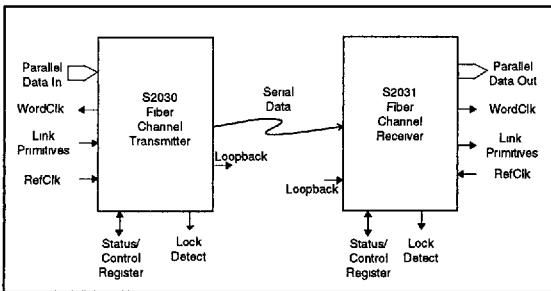 Parallel
Data In
WordClk
Link
Primitives
RefClk
S2030
Fiber
Channel
Transmitter
Loopback
Status/
Control
Register
Lock
Detect
Serial
Data
S2031
Fiber
Channel
Receiver
Loopback
Parallel
Data Out
WordClk
Link
Primitives
RefClk
Status/
Control
Register
Lock
Detect